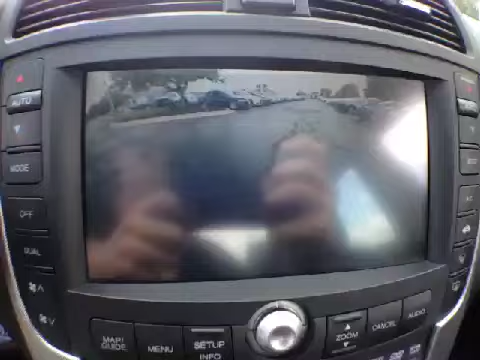 AUTO
MODE
OFF
DUAL
MAP/
GUIDE
MENU
SETUP
INFO
ZOOM
CANCEL
AUDIO